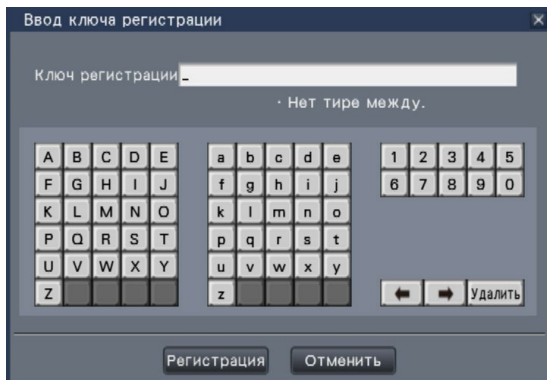 Ввод ключа регистрации
Ключ регистрации
· Нет тире между.
A B C D E a b c d e 1 2 3 4 5
F G H I J f g h i j 6 7 8 9 0
K L M N O k l m n o
P Q R S T p q r s t
U V W X Y u v w x y
Z z Удалить
Регистрация Отменить